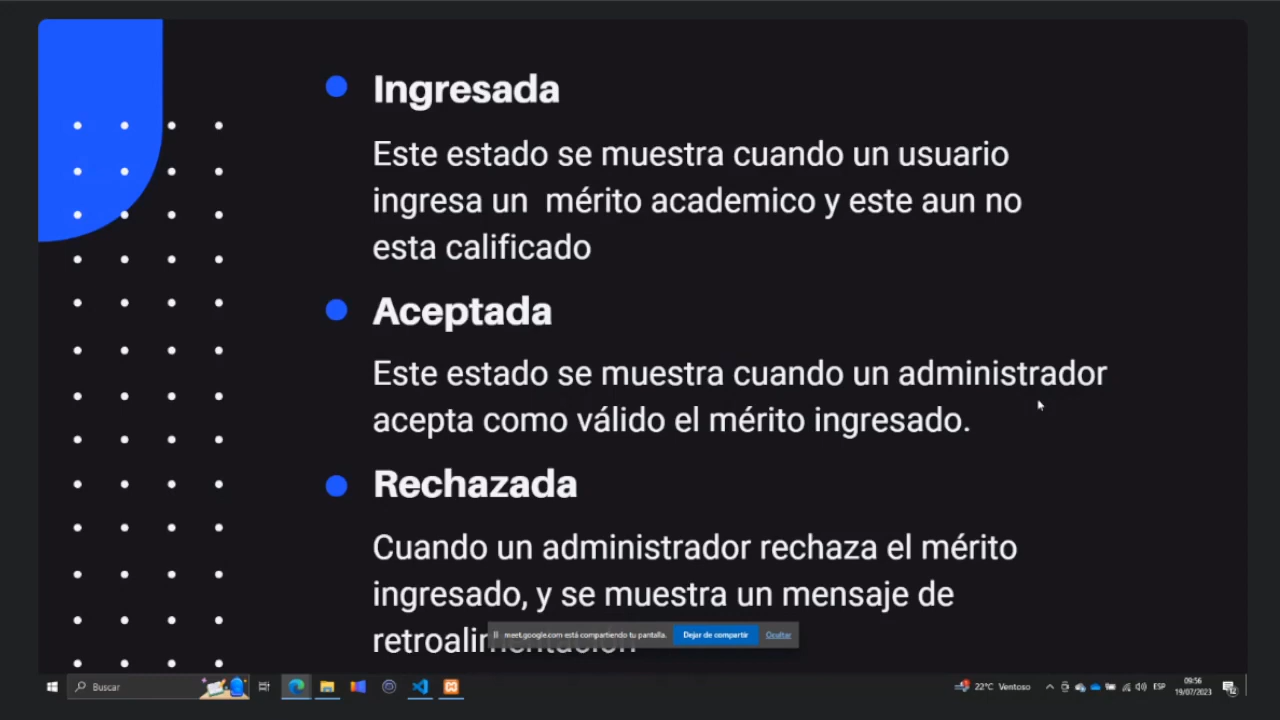 Ingresada
Este estado se muestra cuando un usuario
ingresa un mérito academico y este aun no
esta calificado
Aceptada
Este estado se muestra cuando un administrador
acepta como válido el mérito ingresado.
Rechazada
Cuando un administrador rechaza el mérito
ingresado, y se muestra un mensaje de
retroalimentación
meet.google.com está compartiendo tu pantalla. Dejar de compartir Ocultar
Buscar
22°C Ventoso ESP 09:56
19/07/2023